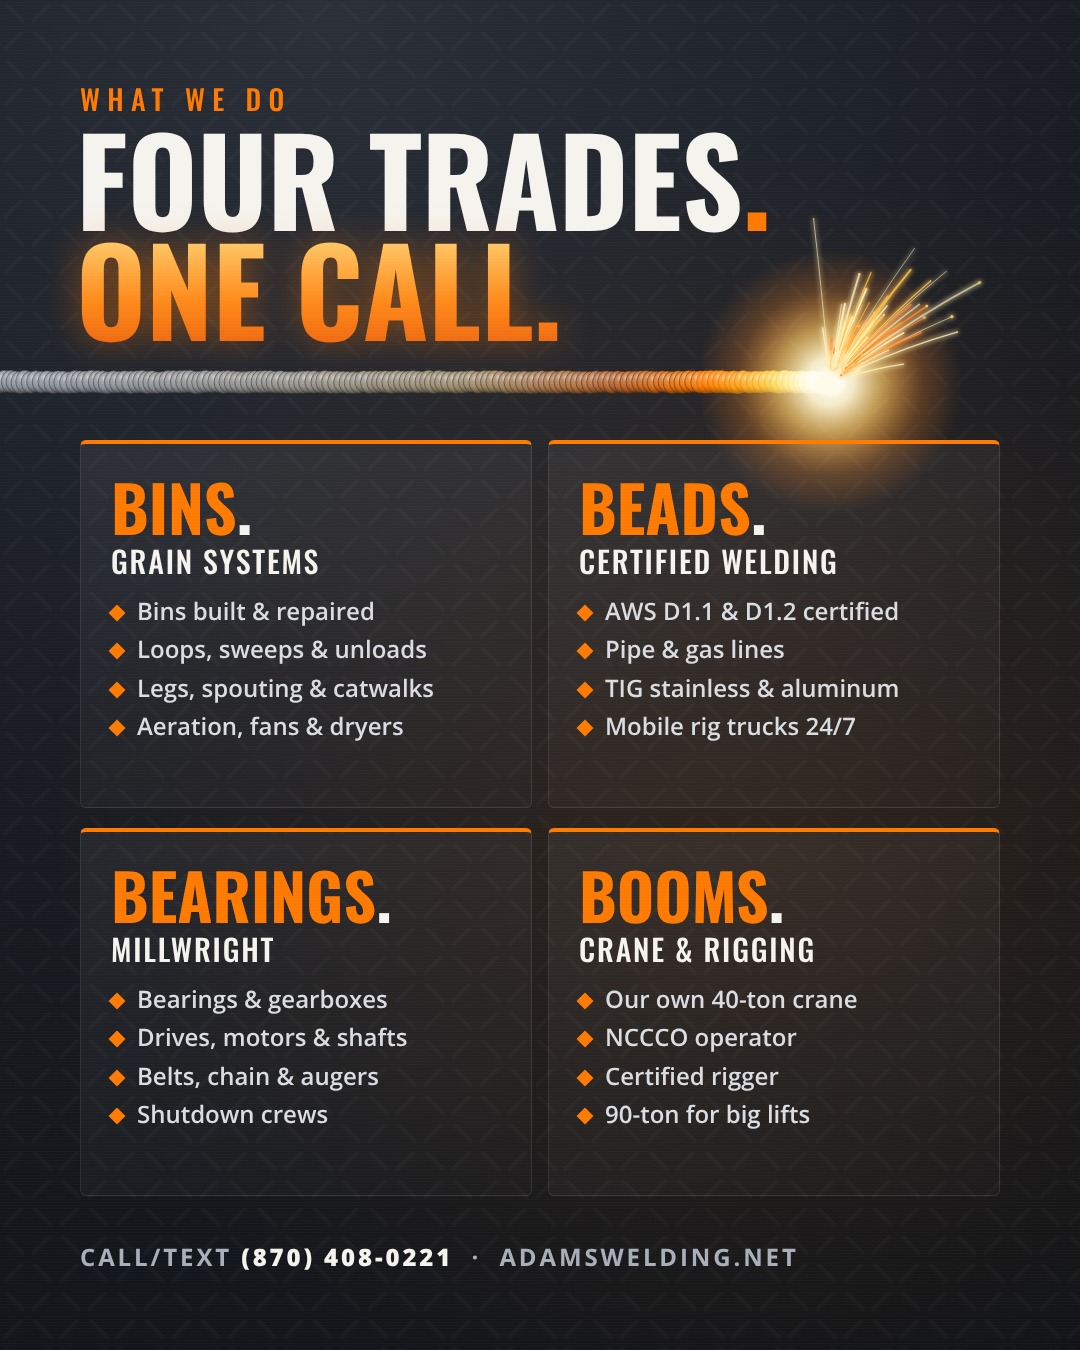 WHAT WE DO
FOUR TRADES.
ONE CALL.
BINS.
GRAIN SYSTEMS
Bins built & repaired
Loops, sweeps & unloads
Legs, spouting & catwalks
Aeration, fans & dryers
BEADS.
CERTIFIED WELDING
AWS D1.1 & D1.2 certified
Pipe & gas lines
TIG stainless & aluminum
Mobile rig trucks 24/7
BEARINGS.
MILLWRIGHT
Bearings & gearboxes
Drives, motors & shafts
Belts, chain & augers
Shutdown crews
BOOMS.
CRANE & RIGGING
Our own 40-ton crane
NCCCO operator
Certified rigger
90-ton for big lifts
CALL/TEXT (870) 408-0221 · ADAMSWELDING.NET